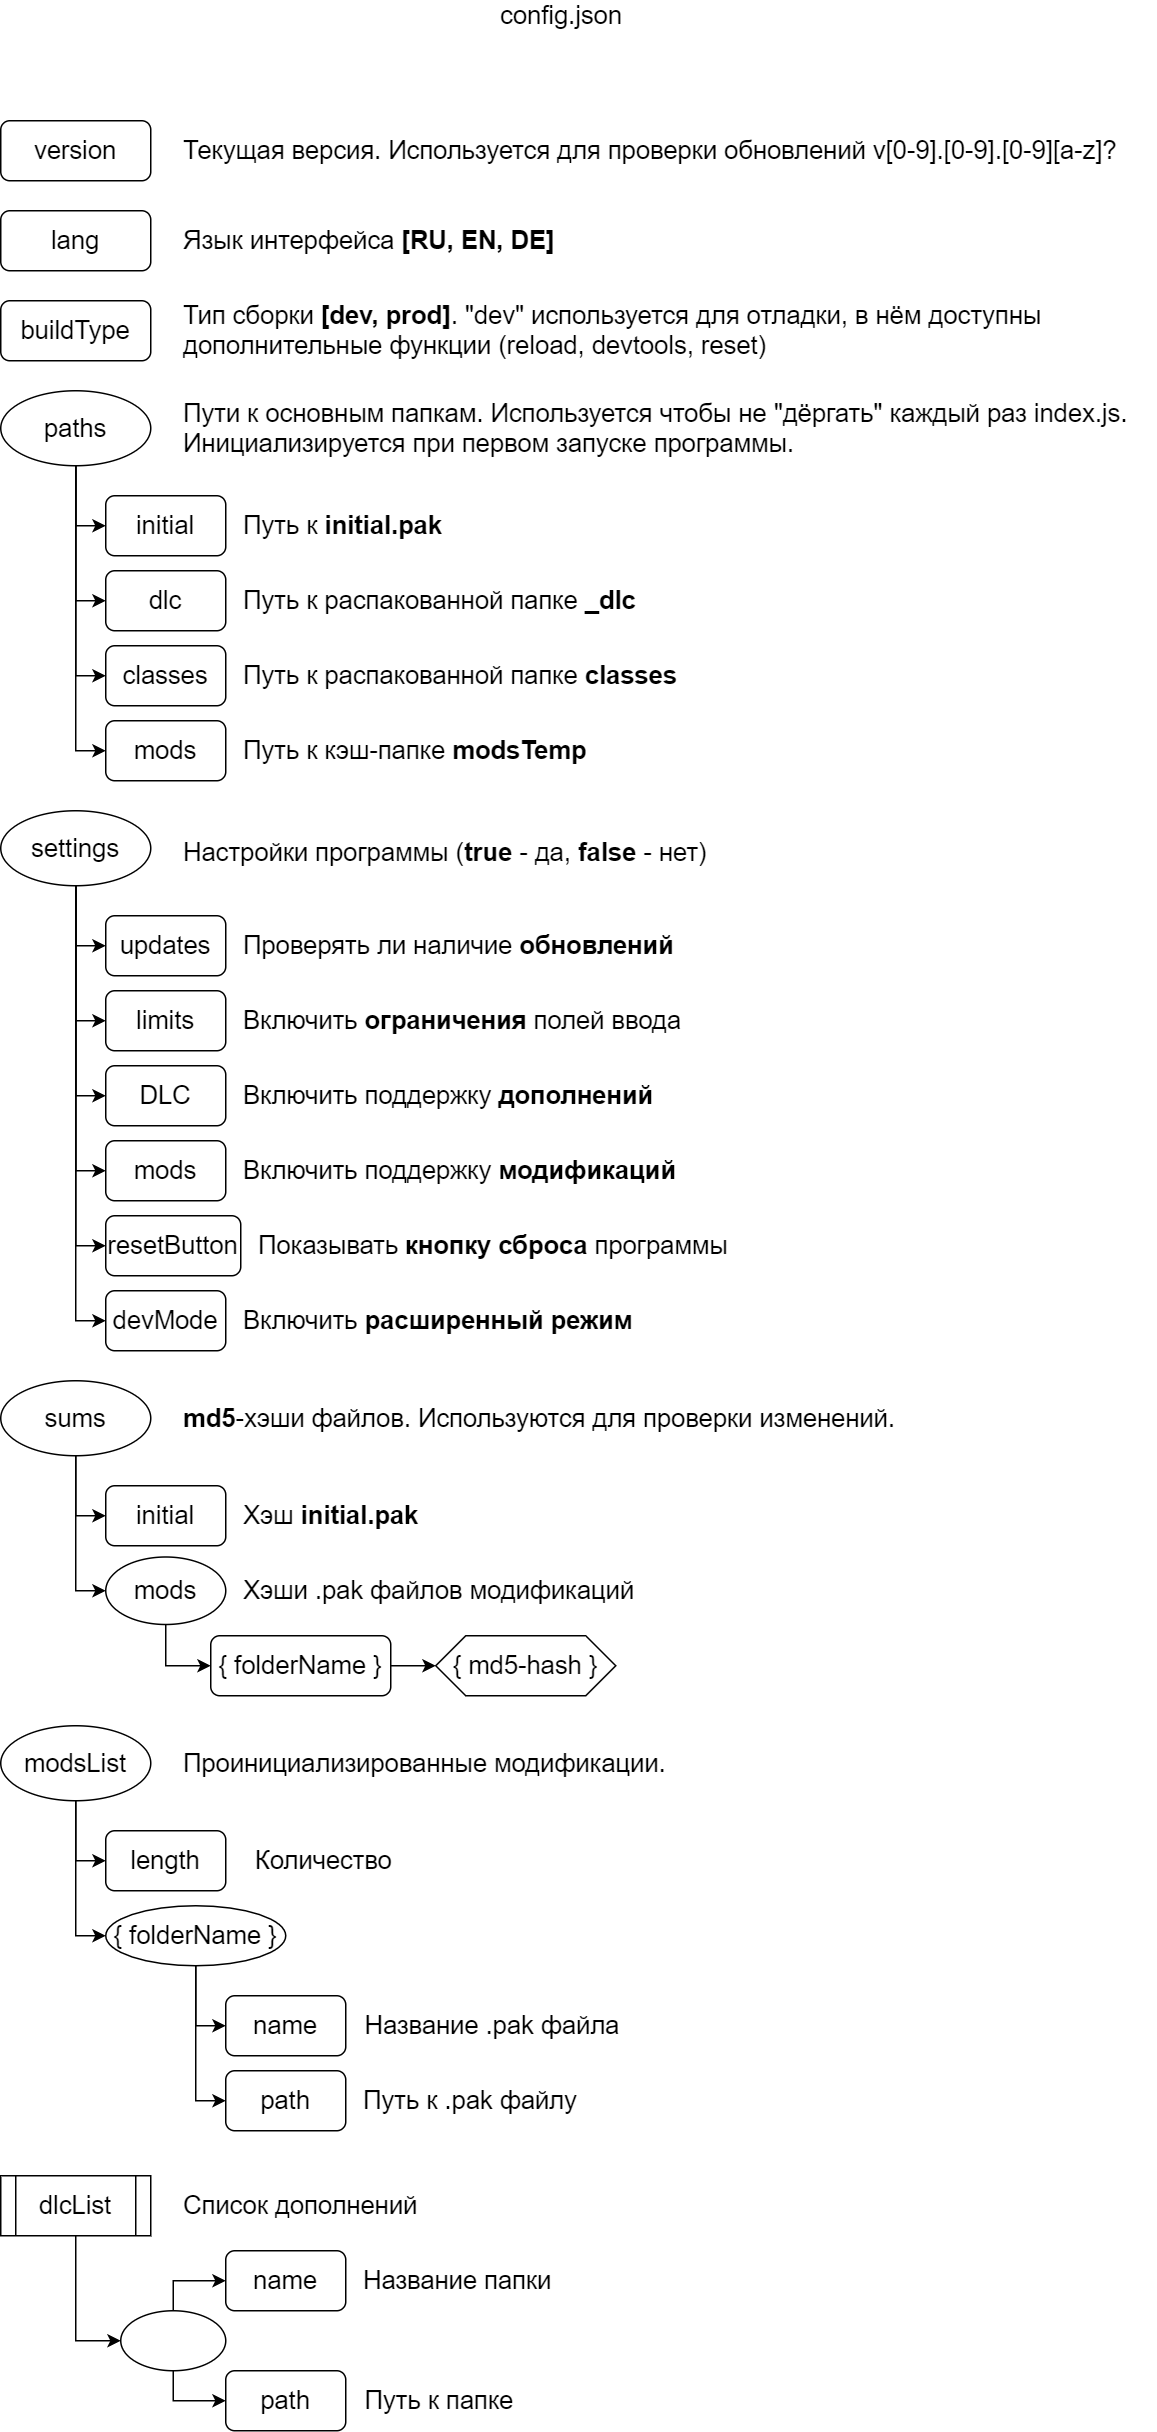 config.json
version
Текущая версия. Используется для проверки обновлений v[0-9].[0-9].[0-9][a-z]?
lang
Язык интерфейса [RU, EN, DE]
buildType
Тип сборки [dev, prod]. "dev" используется для отладки, в нём доступны
дополнительные функции (reload, devtools, reset)
paths
Пути к основным папкам. Используется чтобы не "дёргать" каждый раз index.js.
Инициализируется при первом запуске программы.
initial
Путь к initial.pak
dlc
Путь к распакованной папке _dlc
classes
Путь к распакованной папке classes
mods
Путь к кэш-папке modsTemp
settings
Настройки программы (true - да, false - нет)
updates
Проверять ли наличие обновлений
limits
Включить ограничения полей ввода
DLC
Включить поддержку дополнений
mods
Включить поддержку модификаций
resetButton
Показывать кнопку сброса программы
devMode
Включить расширенный режим
sums
md5-хэши файлов. Используются для проверки изменений.
initial
Хэш initial.pak
mods
Хэши .pak файлов модификаций
{ folderName }
{ md5-hash }
modsList
Проинициализированные модификации.
length
Количество
{ folderName }
name
Название .pak файла
path
Путь к .pak файлу
dlcList
Список дополнений
name
Название папки
path
Путь к папке